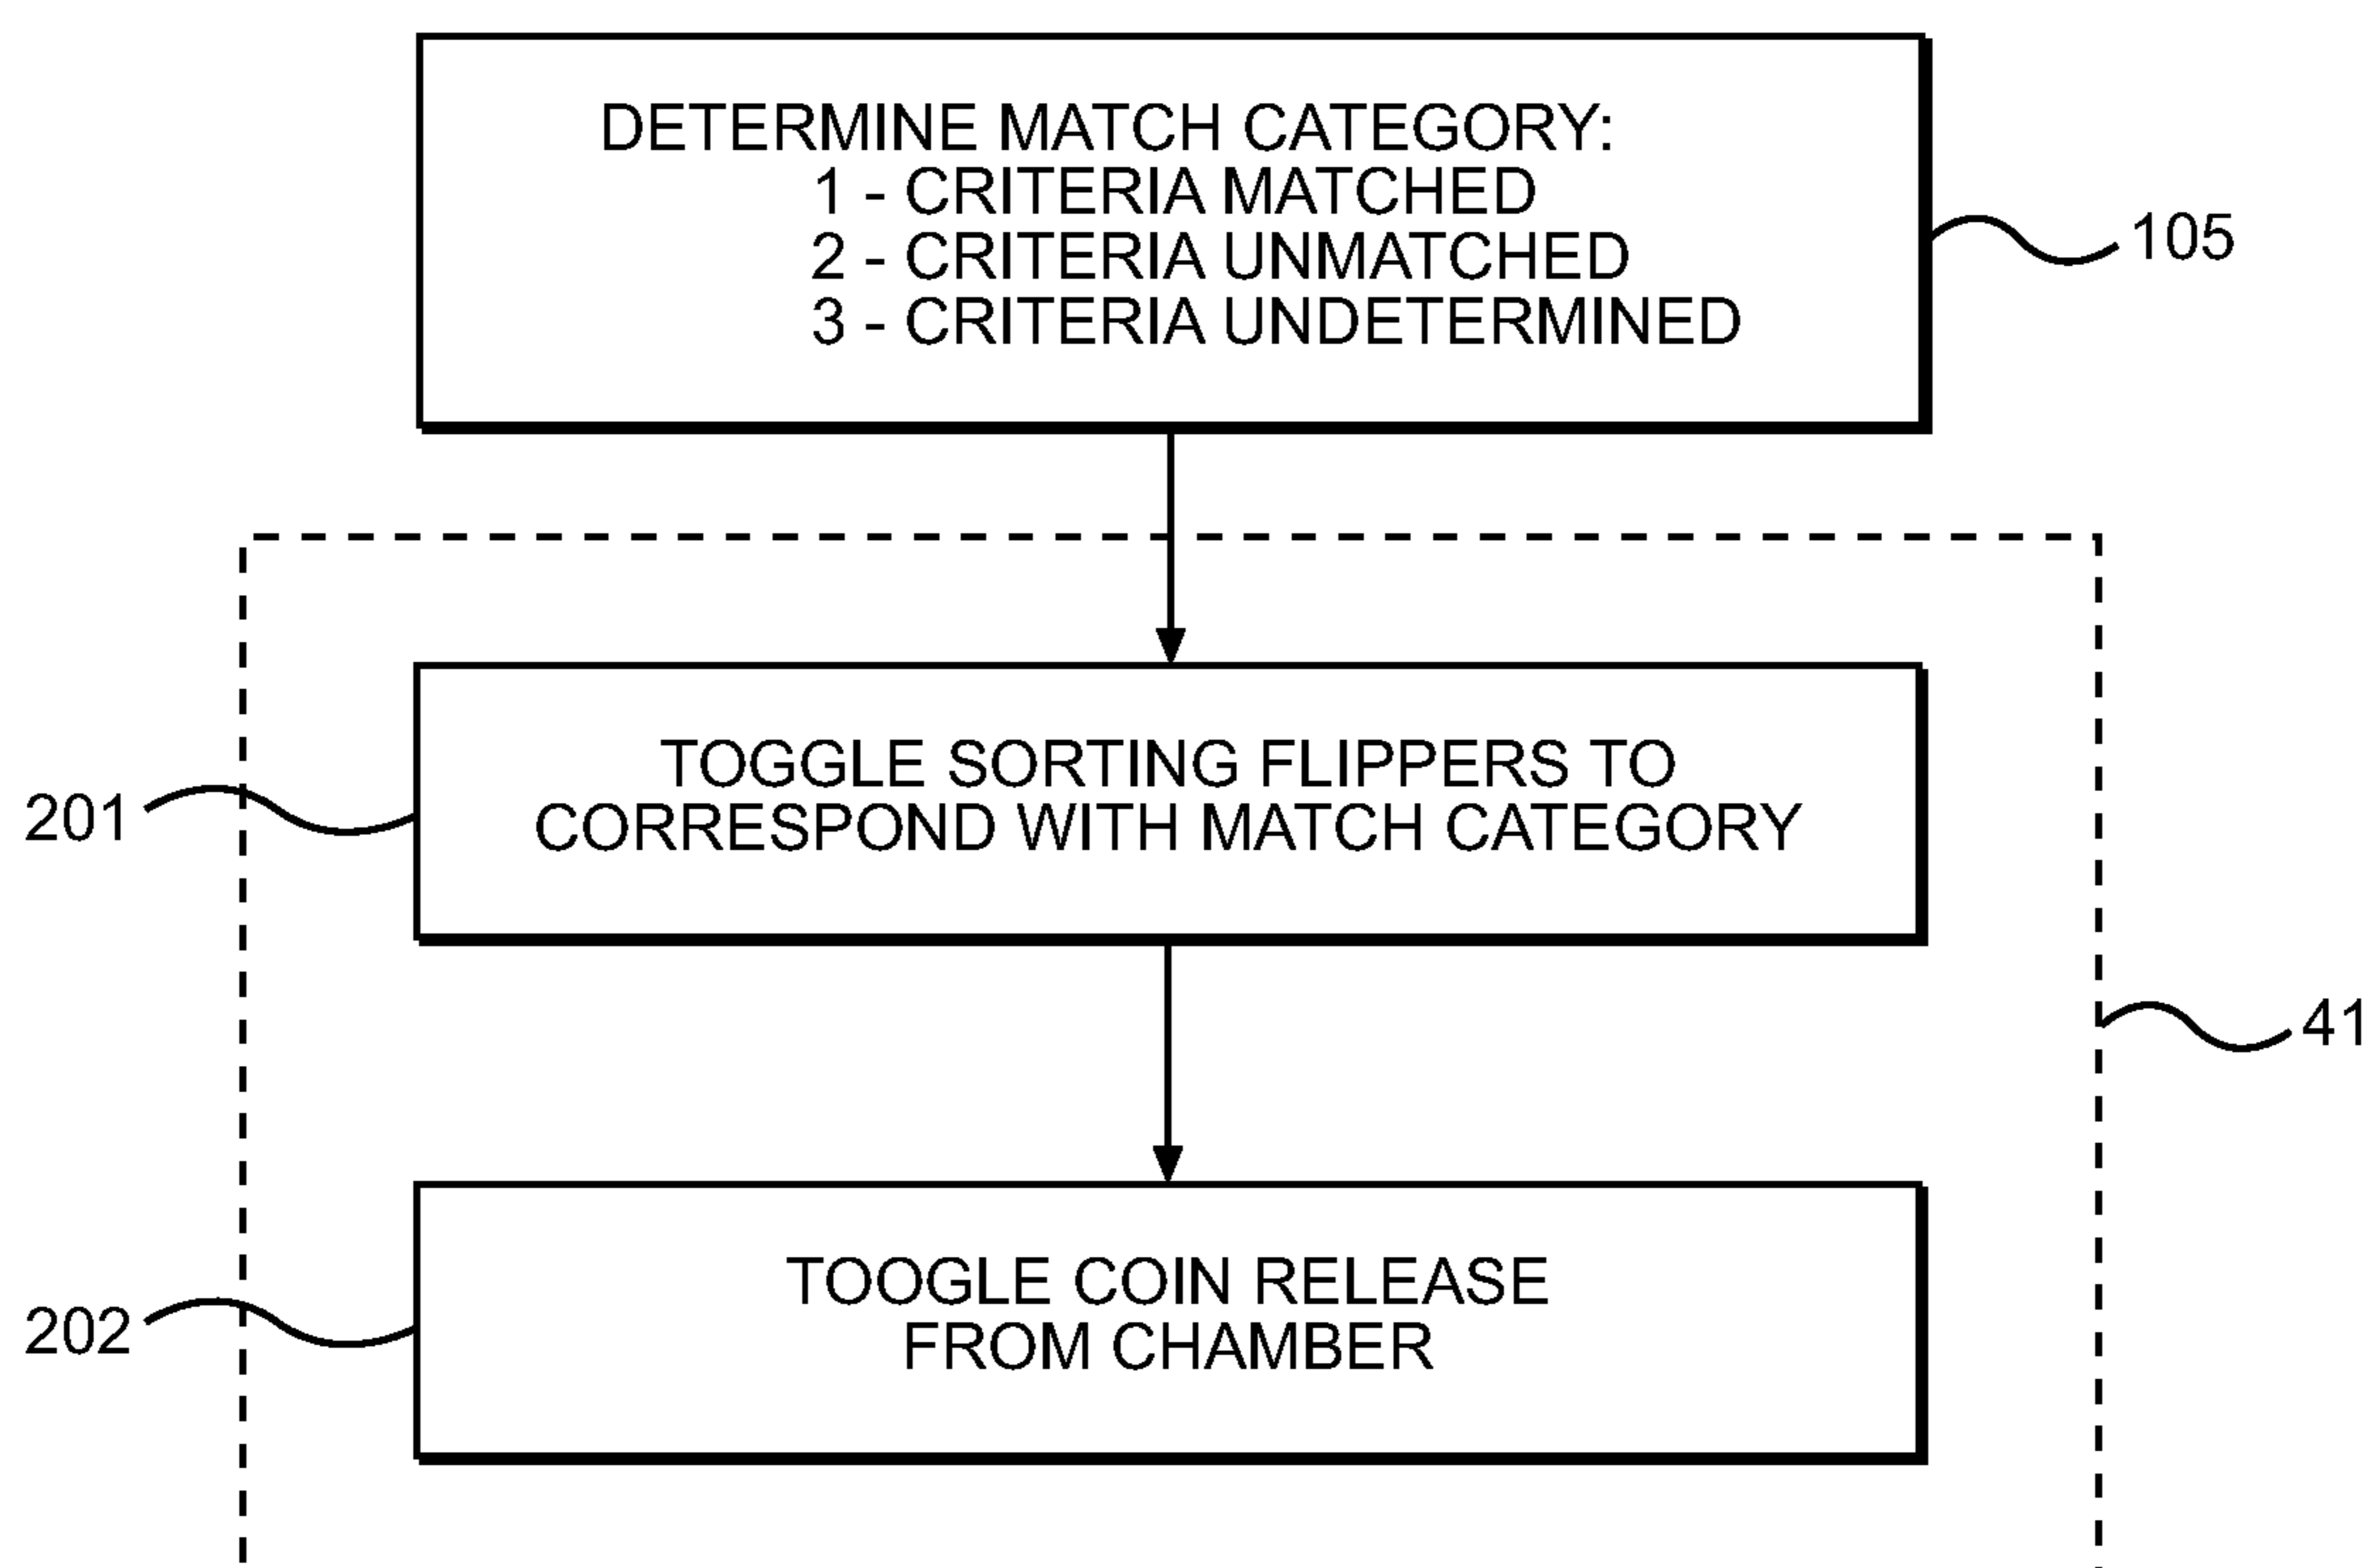 DETERMINE MATCH CATEGORY:
1 - CRITERIA MATCHED
2 - CRITERIA UNMATCHED
3 - CRITERIA UNDETERMINED
105
TOGGLE SORTING FLIPPERS TO
CORRESPOND WITH MATCH CATEGORY
201
41
TOOGLE COIN RELEASE
FROM CHAMBER
202